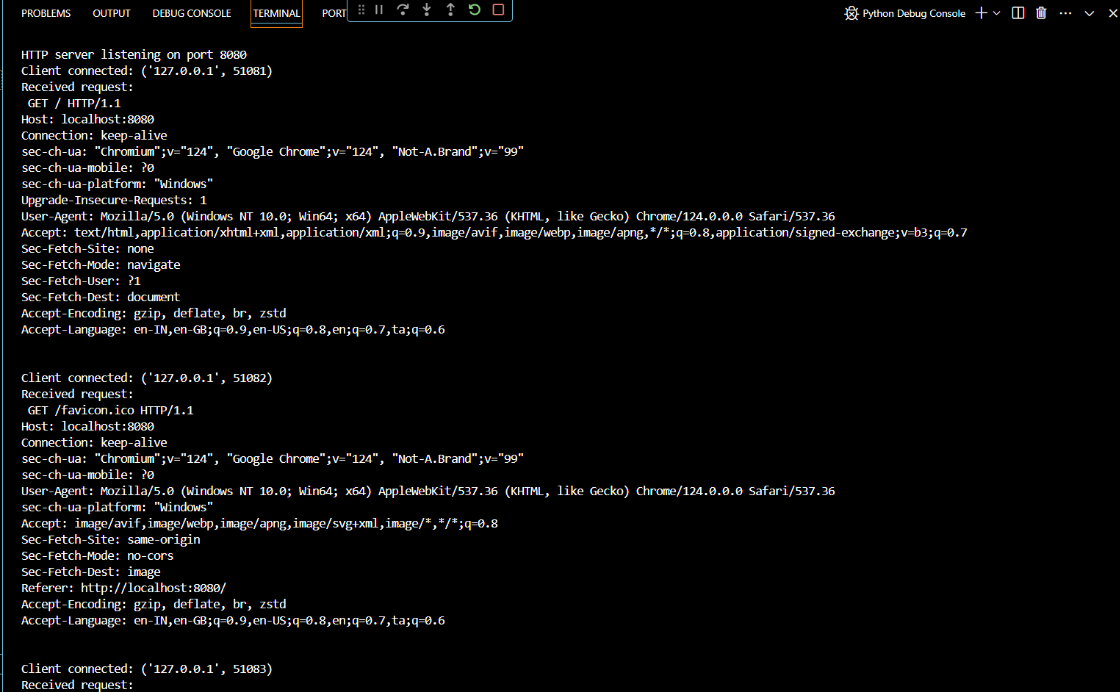 PROBLEMS OUTPUT DEBUG CONSOLE TERMINAL PORT Python Debug Console
HTTP server listening on port 8080
Client connected: ('127.0.0.1', 51081)
Received request:
GET / HTTP/1.1
Host: localhost:8080
Connection: keep-alive
sec-ch-ua: "Chromium";v="124", "Google Chrome";v="124", "Not-A.Brand";v="99"
sec-ch-ua-mobile: ?0
sec-ch-ua-platform: "Windows"
Upgrade-Insecure-Requests: 1
User-Agent: Mozilla/5.0 (Windows NT 10.0; Win64; x64) AppleWebKit/537.36 (KHTML, like Gecko) Chrome/124.0.0.0 Safari/537.36
Accept: text/html,application/xhtml+xml,application/xml;q=0.9,image/avif,image/webp,image/apng,*/*;q=0.8,application/signed-exchange;v=b3;q=0.7
Sec-Fetch-Site: none
Sec-Fetch-Mode: navigate
Sec-Fetch-User: ?1
Sec-Fetch-Dest: document
Accept-Encoding: gzip, deflate, br, zstd
Accept-Language: en-IN,en-GB;q=0.9,en-US;q=0.8,en;q=0.7,ta;q=0.6
Client connected: ('127.0.0.1', 51082)
Received request:
GET /favicon.ico HTTP/1.1
Host: localhost:8080
Connection: keep-alive
sec-ch-ua: "Chromium";v="124", "Google Chrome";v="124", "Not-A.Brand";v="99"
sec-ch-ua-mobile: ?0
User-Agent: Mozilla/5.0 (Windows NT 10.0; Win64; x64) AppleWebKit/537.36 (KHTML, like Gecko) Chrome/124.0.0.0 Safari/537.36
sec-ch-ua-platform: "Windows"
Accept: image/avif,image/webp,image/apng,image/svg+xml,image/*,*/*;q=0.8
Sec-Fetch-Site: same-origin
Sec-Fetch-Mode: no-cors
Sec-Fetch-Dest: image
Referer: http://localhost:8080/
Accept-Encoding: gzip, deflate, br, zstd
Accept-Language: en-IN,en-GB;q=0.9,en-US;q=0.8,en;q=0.7,ta;q=0.6
Client connected: ('127.0.0.1', 51083)
Received request: